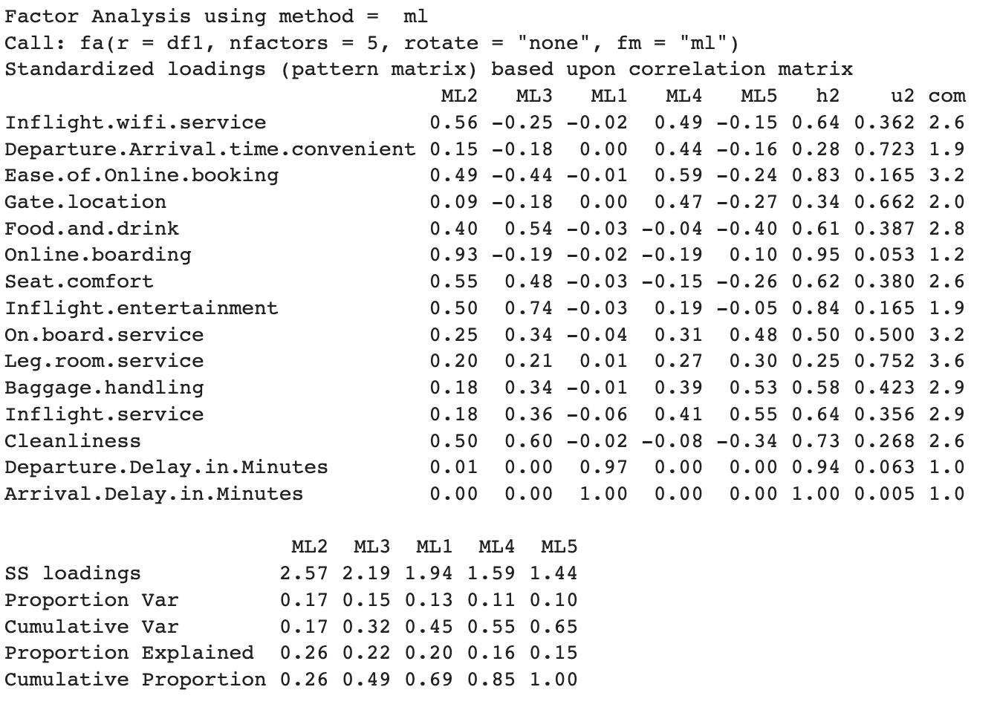 Factor Analysis using method =  ml
Call: fa(r = df1, nfactors = 5, rotate = "none", fm = "ml")
Standardized loadings (pattern matrix) based upon correlation matrix
                                   ML2   ML3   ML1   ML4   ML5   h2    u2 com
Inflight.wifi.service             0.56 -0.25 -0.02  0.49 -0.15 0.64 0.362 2.6
Departure.Arrival.time.convenient 0.15 -0.18  0.00  0.44 -0.16 0.28 0.723 1.9
Ease.of.Online.booking            0.49 -0.44 -0.01  0.59 -0.24 0.83 0.165 3.2
Gate.location                     0.09 -0.18  0.00  0.47 -0.27 0.34 0.662 2.0
Food.and.drink                    0.40  0.54 -0.03 -0.04 -0.40 0.61 0.387 2.8
Online.boarding                   0.93 -0.19 -0.02 -0.19  0.10 0.95 0.053 1.2
Seat.comfort                      0.55  0.48 -0.03 -0.15 -0.26 0.62 0.380 2.6
Inflight.entertainment            0.50  0.74 -0.03  0.19 -0.05 0.84 0.165 1.9
On.board.service                  0.25  0.34 -0.04  0.31  0.48 0.50 0.500 3.2
Leg.room.service                  0.20  0.21  0.01  0.27  0.30 0.25 0.752 3.6
Baggage.handling                  0.18  0.34 -0.01  0.39  0.53 0.58 0.423 2.9
Inflight.service                  0.18  0.36 -0.06  0.41  0.55 0.64 0.356 2.9
Cleanliness                       0.50  0.60 -0.02 -0.08 -0.34 0.73 0.268 2.6
Departure.Delay.in.Minutes        0.01  0.00  0.97  0.00  0.00 0.94 0.063 1.0
Arrival.Delay.in.Minutes          0.00  0.00  1.00  0.00  0.00 1.00 0.005 1.0

                       ML2  ML3  ML1  ML4  ML5
SS loadings           2.57 2.19 1.94 1.59 1.44
Proportion Var        0.17 0.15 0.13 0.11 0.10
Cumulative Var        0.17 0.32 0.45 0.55 0.65
Proportion Explained  0.26 0.22 0.20 0.16 0.15
Cumulative Proportion 0.26 0.49 0.69 0.85 1.00